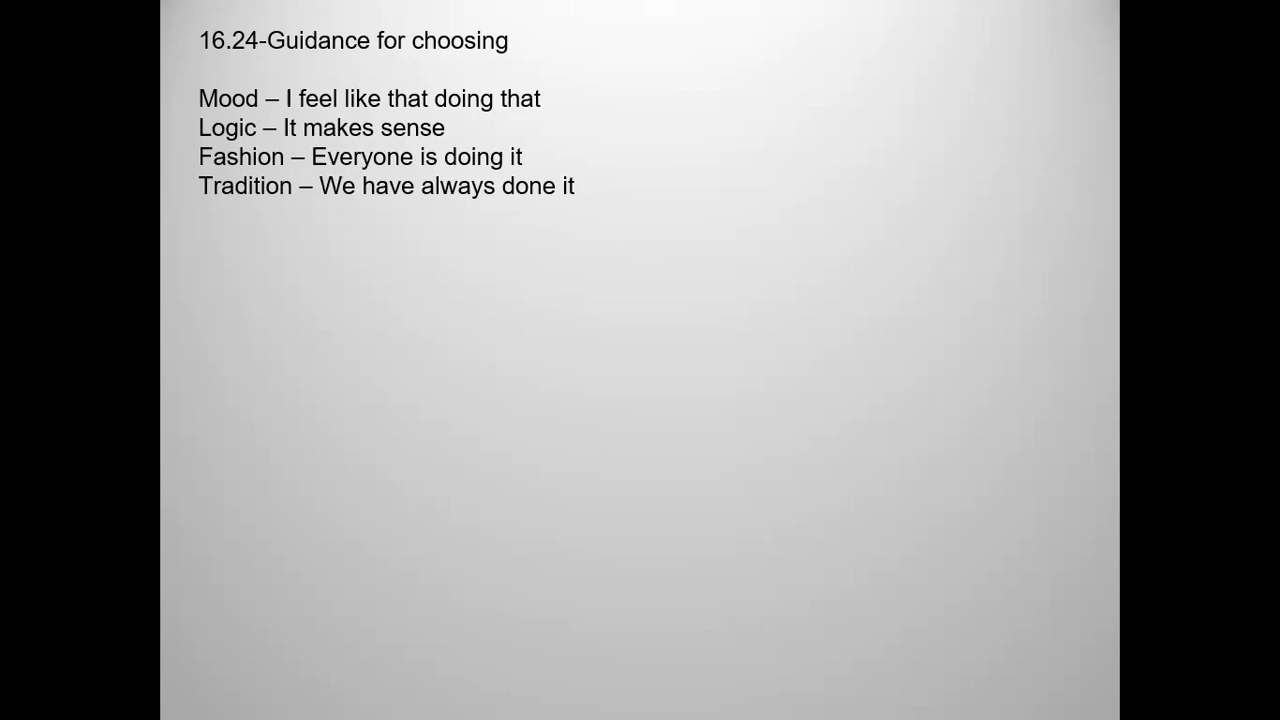 16.24-Guidance for choosing
Mood – I feel like that doing that
Logic – It makes sense
Fashion – Everyone is doing it
Tradition – We have always done it